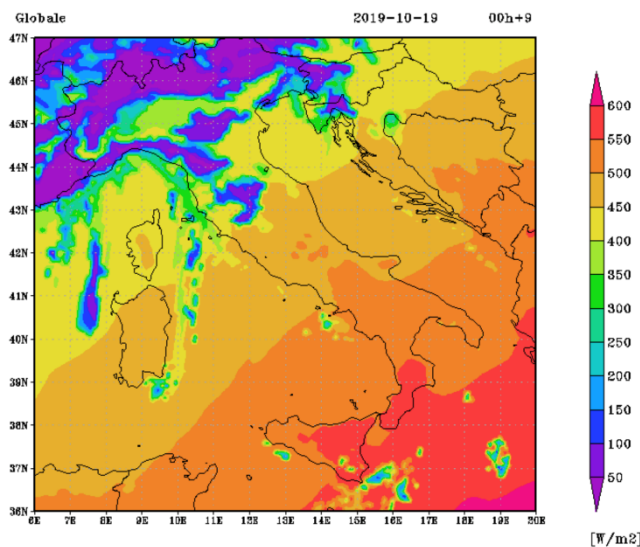 Globale 2019-10-19 00h+9
47N
46N
45N
44N
43N
42N
41N
40N
39N
38N
37N
36N
6E 7E 8E 9E 10E 11E 12E 13E 14E 15E 16E 17E 18E 19E 20E
600
550
500
450
400
350
300
250
200
150
100
50
[W/m2]